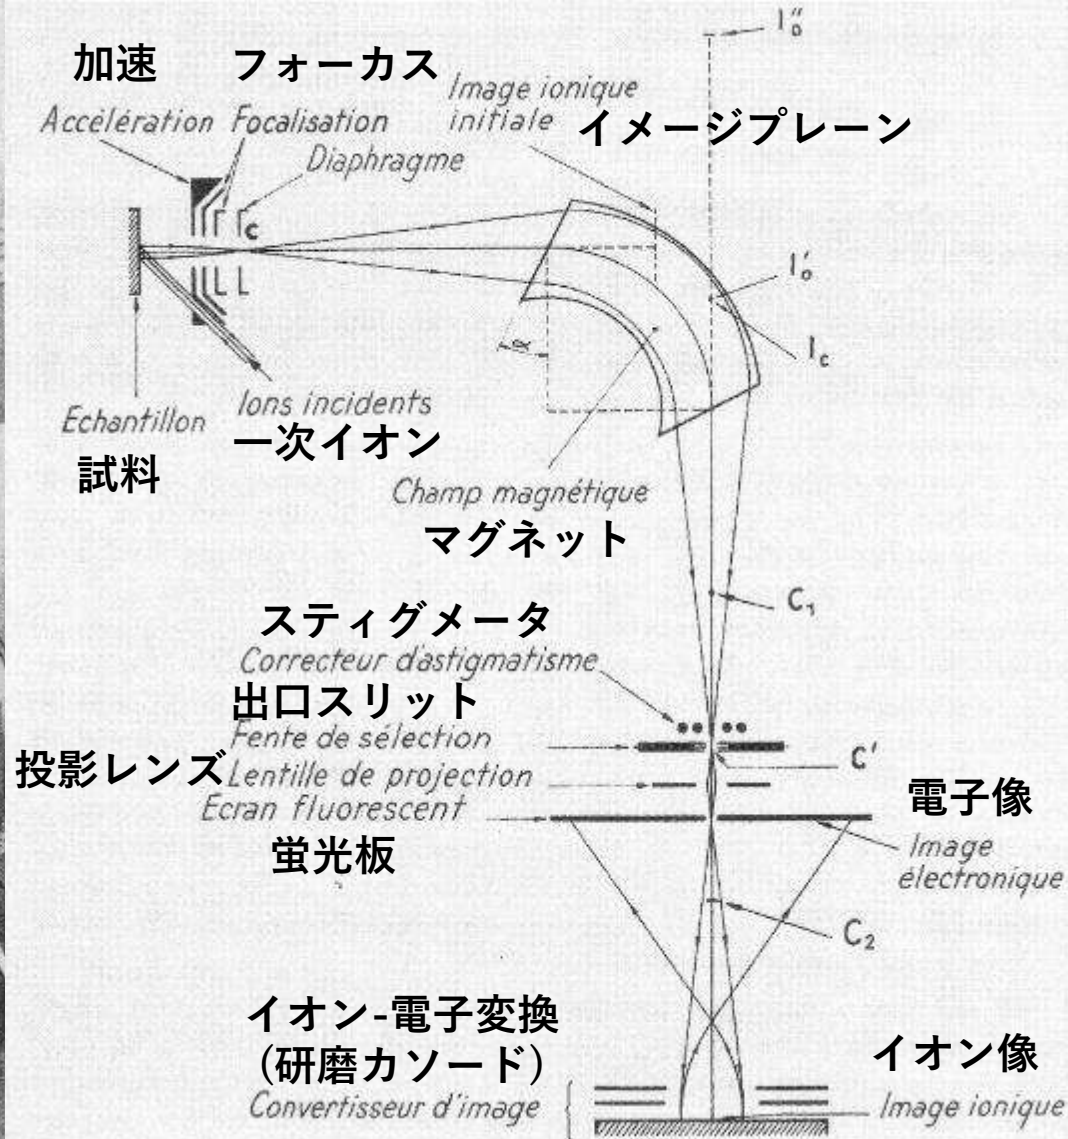 I"₀
加速 フォーカス
Image ionique
initiale
イメージプレーン
Accélération Focalisation
Diaphragme
C
I'₀
I꜀
α
Echantillon
試料
Ions incidents
一次イオン
Champ magnétique
マグネット
C₁
スティグメータ
Correcteur d'astigmatisme
出口スリット
Fente de sélection
C'
投影レンズ Lentille de projection
Ecran fluorescent
蛍光板
電子像
Image
électronique
C₂
イオン-電子変換
(研磨カソード)
Convertisseur d'image
イオン像
Image ionique